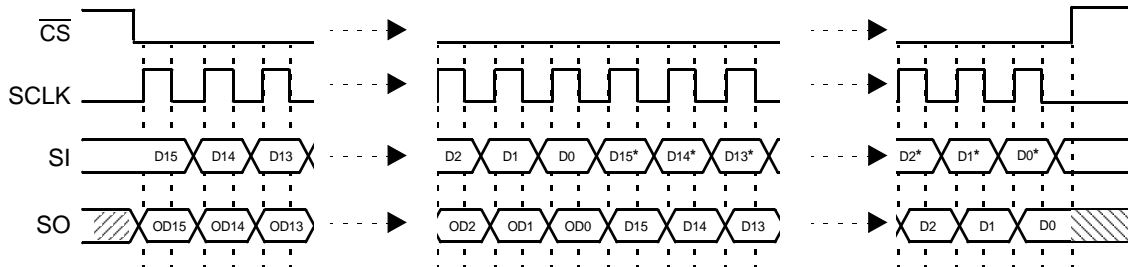 CS
SCLK
SI D15 D14 D13 D2 D1 D0 D15* D14* D13* D2* D1* D0*
SO OD15 OD14 OD13 OD2 OD1 OD0 D15 D14 D13 D2 D1 D0